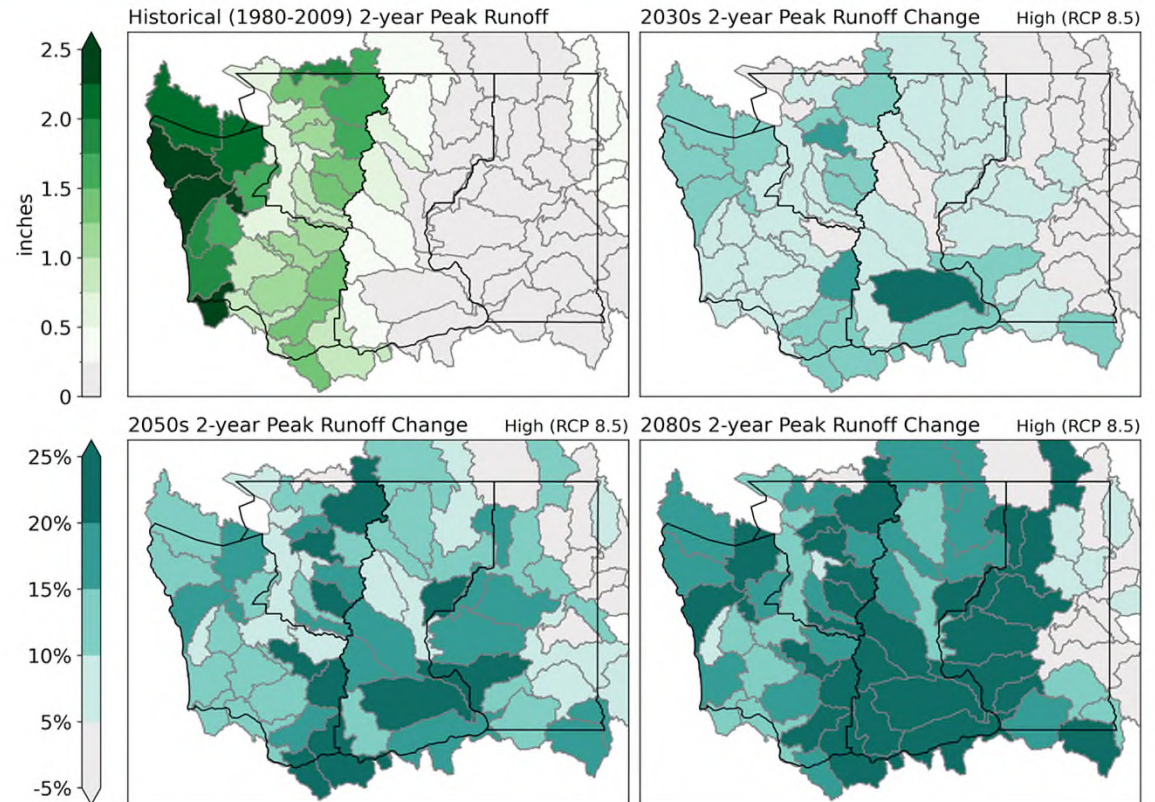 Historical (1980-2009) 2-year Peak Runoff
2030s 2-year Peak Runoff Change High (RCP 8.5)
2.5
2.0
1.5
1.0
0.5
0
inches
2050s 2-year Peak Runoff Change High (RCP 8.5)
2080s 2-year Peak Runoff Change High (RCP 8.5)
25%
20%
15%
10%
5%
-5%